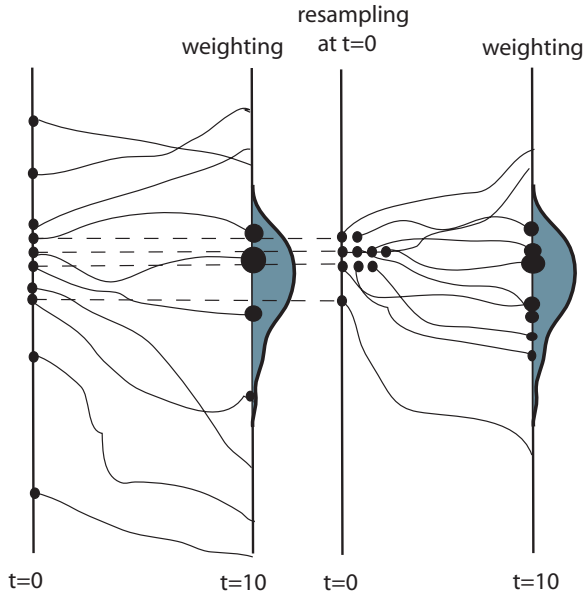 resampling
at t=0
weighting
weighting
t=0
t=10
t=0
t=10